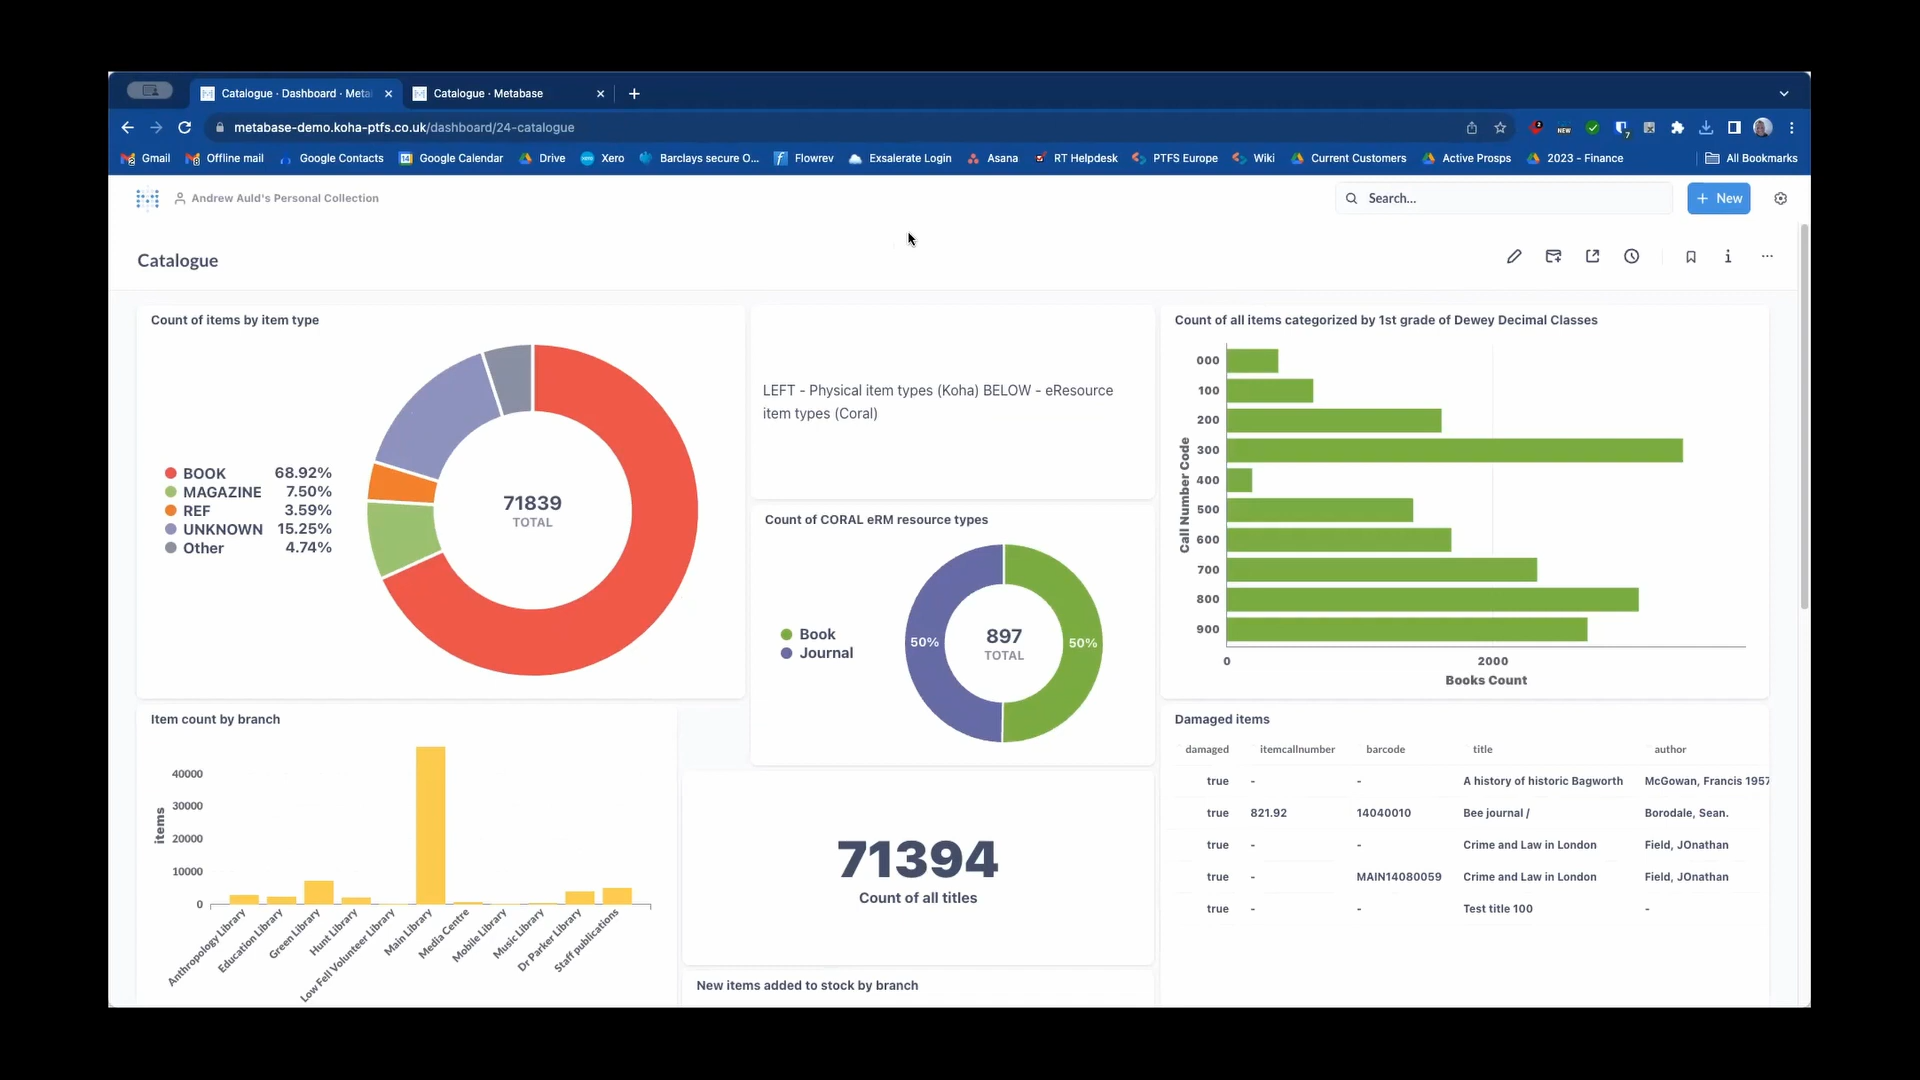 Catalogue · Dashboard · Meta
Catalogue · Metabase
metabase-demo.koha-ptfs.co.uk/dashboard/24-catalogue
NEW
7
Gmail
Offline mail
Google Contacts
Google Calendar
Drive
Xero
Barclays secure O...
Flowrev
Exsalerate Login
Asana
RT Helpdesk
PTFS Europe
Wiki
Current Customers
Active Prosps
2023 - Finance
All Bookmarks
Andrew Auld's Personal Collection
Search...
+ New
Catalogue
Count of items by item type
BOOK 68.92%
MAGAZINE 7.50%
REF 3.59%
UNKNOWN 15.25%
Other 4.74%
71839
TOTAL
LEFT - Physical item types (Koha) BELOW - eResource
item types (Coral)
Count of CORAL eRM resource types
Book
Journal
50%
897
TOTAL
50%
Count of all items categorized by 1st grade of Dewey Decimal Classes
Call Number Code
000
100
200
300
400
500
600
700
800
900
0
2000
Books Count
Item count by branch
items
40000
30000
20000
10000
0
Anthropology Library
Education Library
Green Library
Hunt Library
Low Fell Volunteer Library
Main Library
Media Centre
Mobile Library
Music Library
Dr Parker Library
Staff publications
71394
Count of all titles
New items added to stock by branch
Damaged items
damaged itemcallnumber barcode title author
true - - A history of historic Bagworth McGowan, Francis 1957
true 821.92 14040010 Bee journal / Borodale, Sean.
true - - Crime and Law in London Field, JOnathan
true - MAIN14080059 Crime and Law in London Field, JOnathan
true - - Test title 100 -